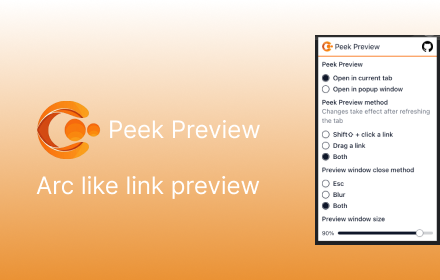 Peek Preview
Arc like link preview
Peek Preview
Peek Preview
Open in current tab
Open in popup window
Peek Preview method
Changes take effect after refreshing
the tab
Shift⇧ + click a link
Drag a link
Both
Preview window close method
Esc
Blur
Both
Preview window size
90%